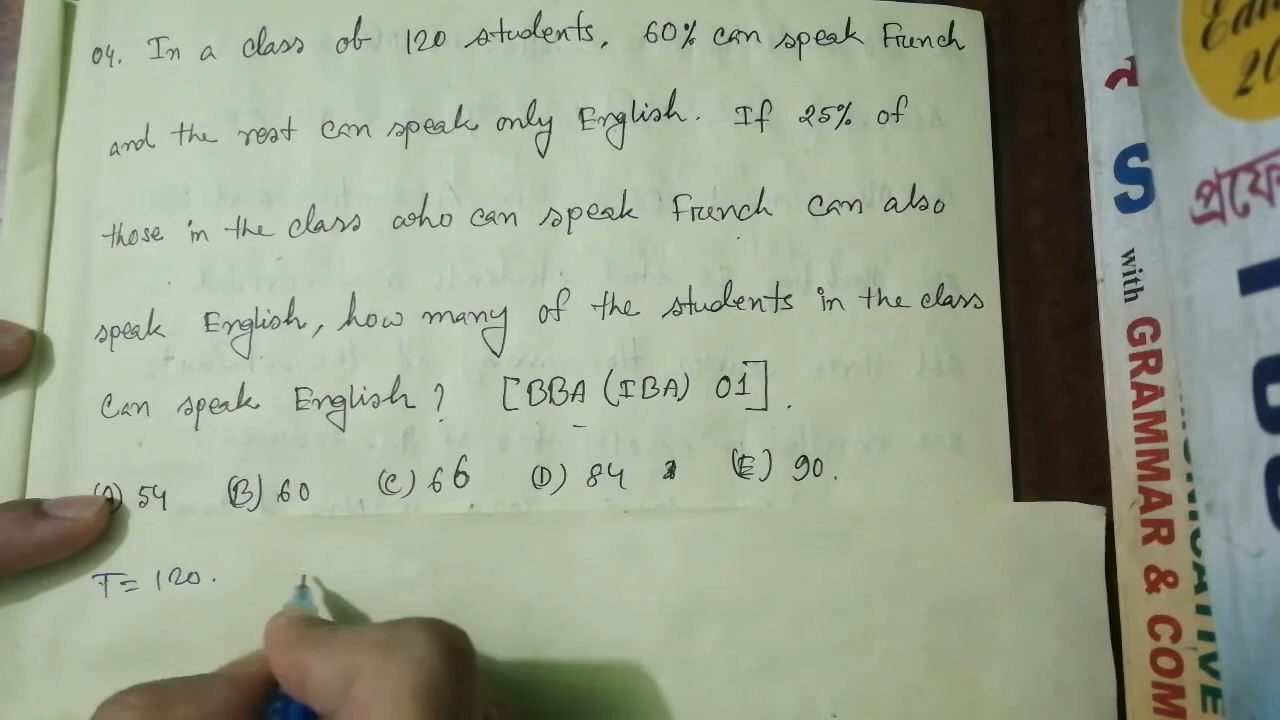 04. In a class of 120 students, 60% can speak French
and the rest can speak only English. If 25% of
those in the class who can speak French can also
speak English, how many of the students in the class
can speak English? [BBA (IBA) 01].
(A) 54 (B) 60 (C) 66 (D) 84 (E) 90.
T = 120.
S with GRAMMAR & COM
প্রফে